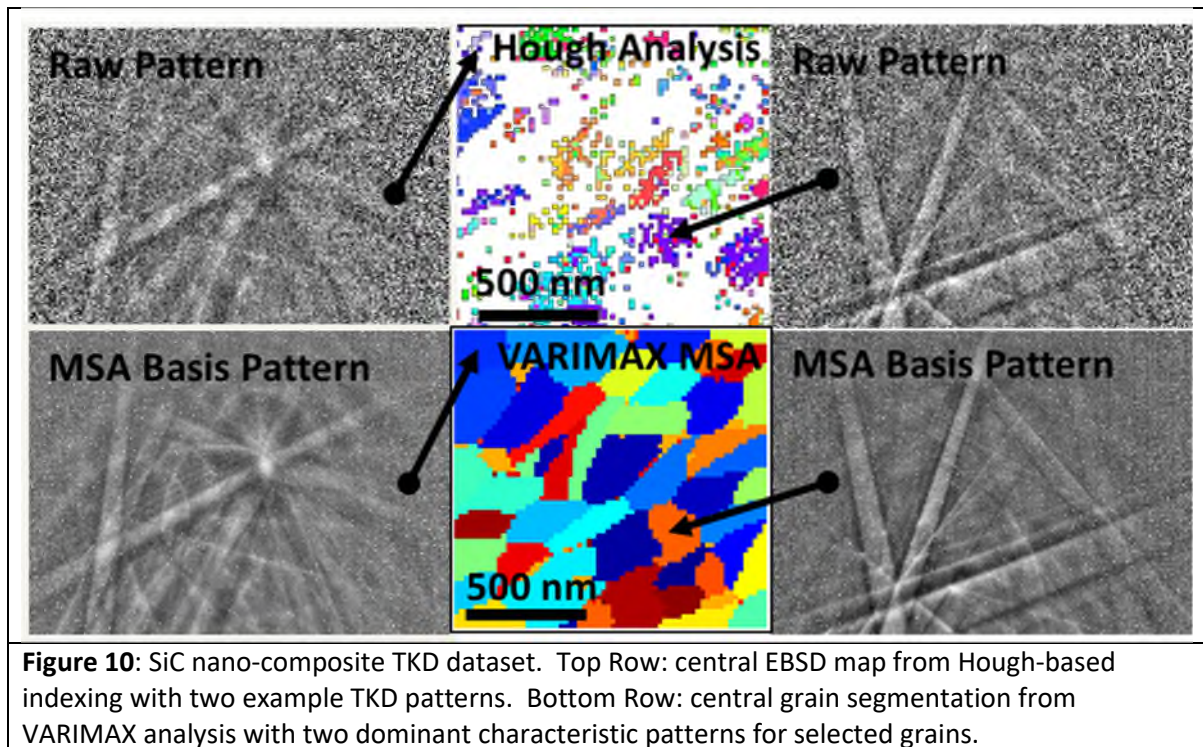 Raw Pattern
Hough Analysis
Raw Pattern
500 nm
MSA Basis Pattern
VARIMAX MSA
MSA Basis Pattern
500 nm
Figure 10: SiC nano-composite TKD dataset. Top Row: central EBSD map from Hough-based
indexing with two example TKD patterns. Bottom Row: central grain segmentation from
VARIMAX analysis with two dominant characteristic patterns for selected grains.